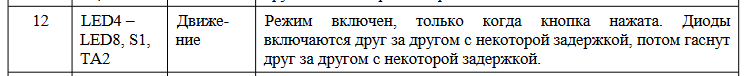 12
LED4 –
LED8, S1,
TA2
Движе-
ние
Режим включен, только когда кнопка нажата. Диоды
включаются друг за другом с некоторой задержкой, потом гаснут
друг за другом с некоторой задержкой.